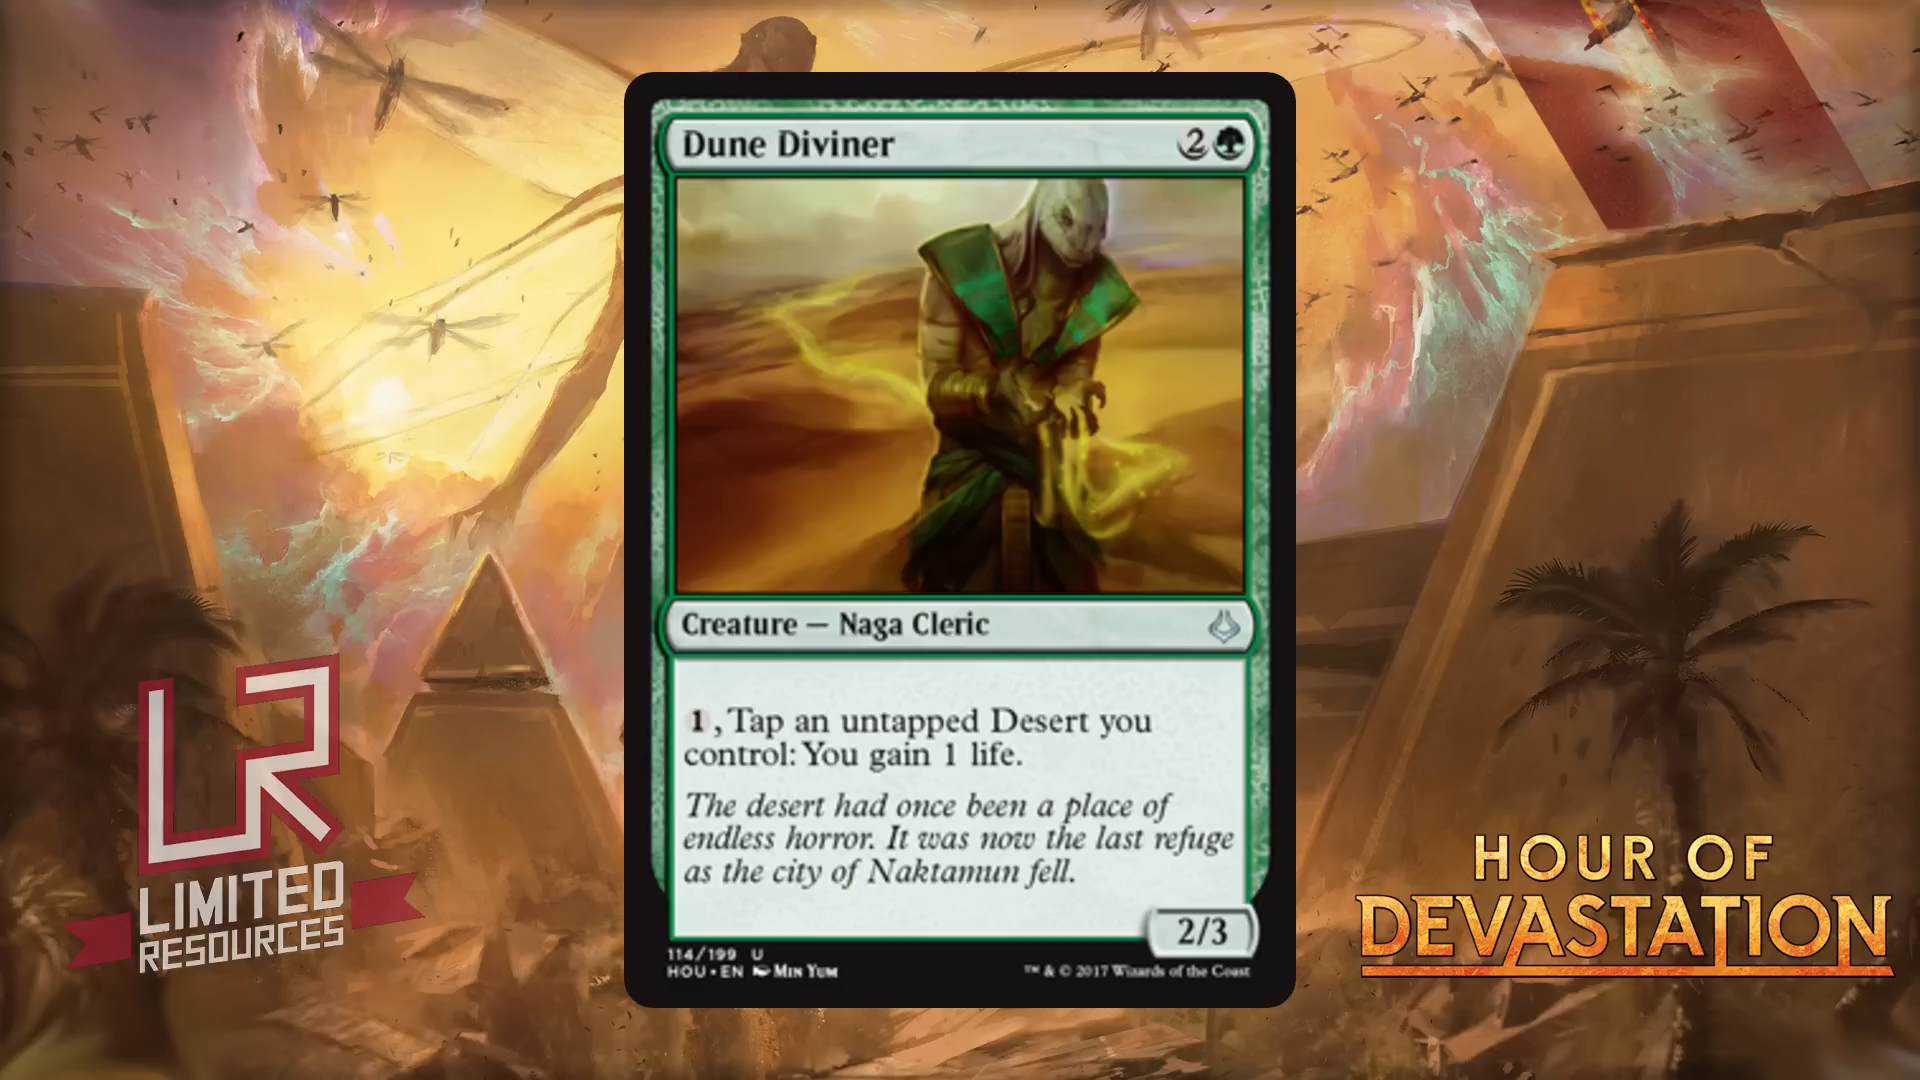 Dune Diviner 2
Creature — Naga Cleric
1, Tap an untapped Desert you
control: You gain 1 life.
The desert had once been a place of
endless horror. It was now the last refuge
as the city of Naktamun fell.
2/3
114/199 U
HOU • EN Min Yum
™ & © 2017 Wizards of the Coast
LR
LIMITED
RESOURCES
HOUR OF
DEVASTATION